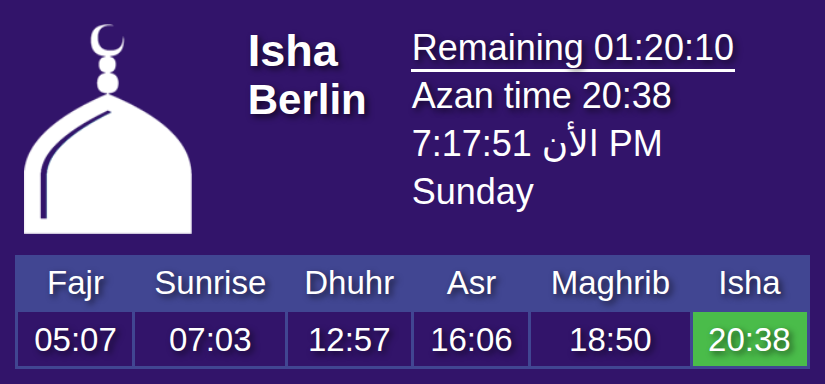 Isha
Berlin
Remaining 01:20:10
Azan time 20:38
7:17:51 الأن PM
Sunday
Fajr Sunrise Dhuhr Asr Maghrib Isha
05:07 07:03 12:57 16:06 18:50 20:38